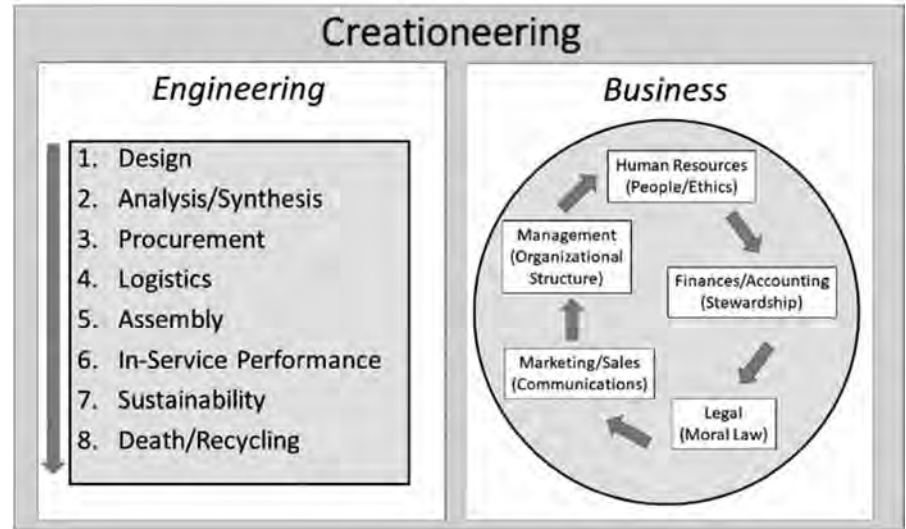 Creationeering
Engineering
1. Design
2. Analysis/Synthesis
3. Procurement
4. Logistics
5. Assembly
6. In-Service Performance
7. Sustainability
8. Death/Recycling
Business
Human Resources
(People/Ethics)
Finances/Accounting
(Stewardship)
Legal
(Moral Law)
Marketing/Sales
(Communications)
Management
(Organizational
Structure)